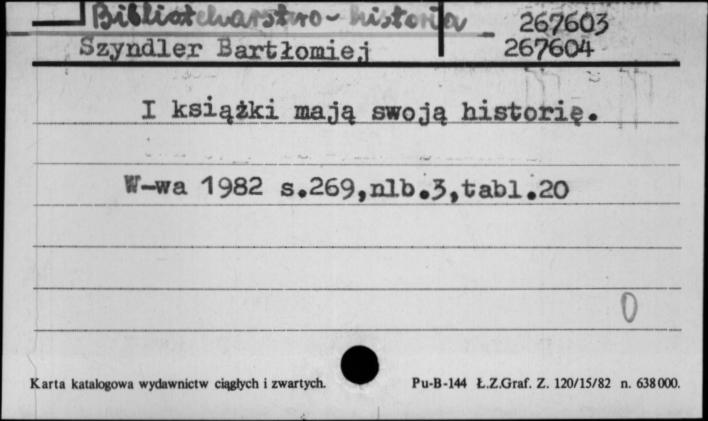 Bibliotekarstwo - historia 267603
Szyndler Bartłomiej 267604
I książki mają swoją historię.
W-wa 1982 s.269,nlb.3,tabl.20
0
Karta katalogowa wydawnictw ciągłych i zwartych. Pu-B-144 Ł.Z.Graf. Z. 120/15/82 n. 638000.